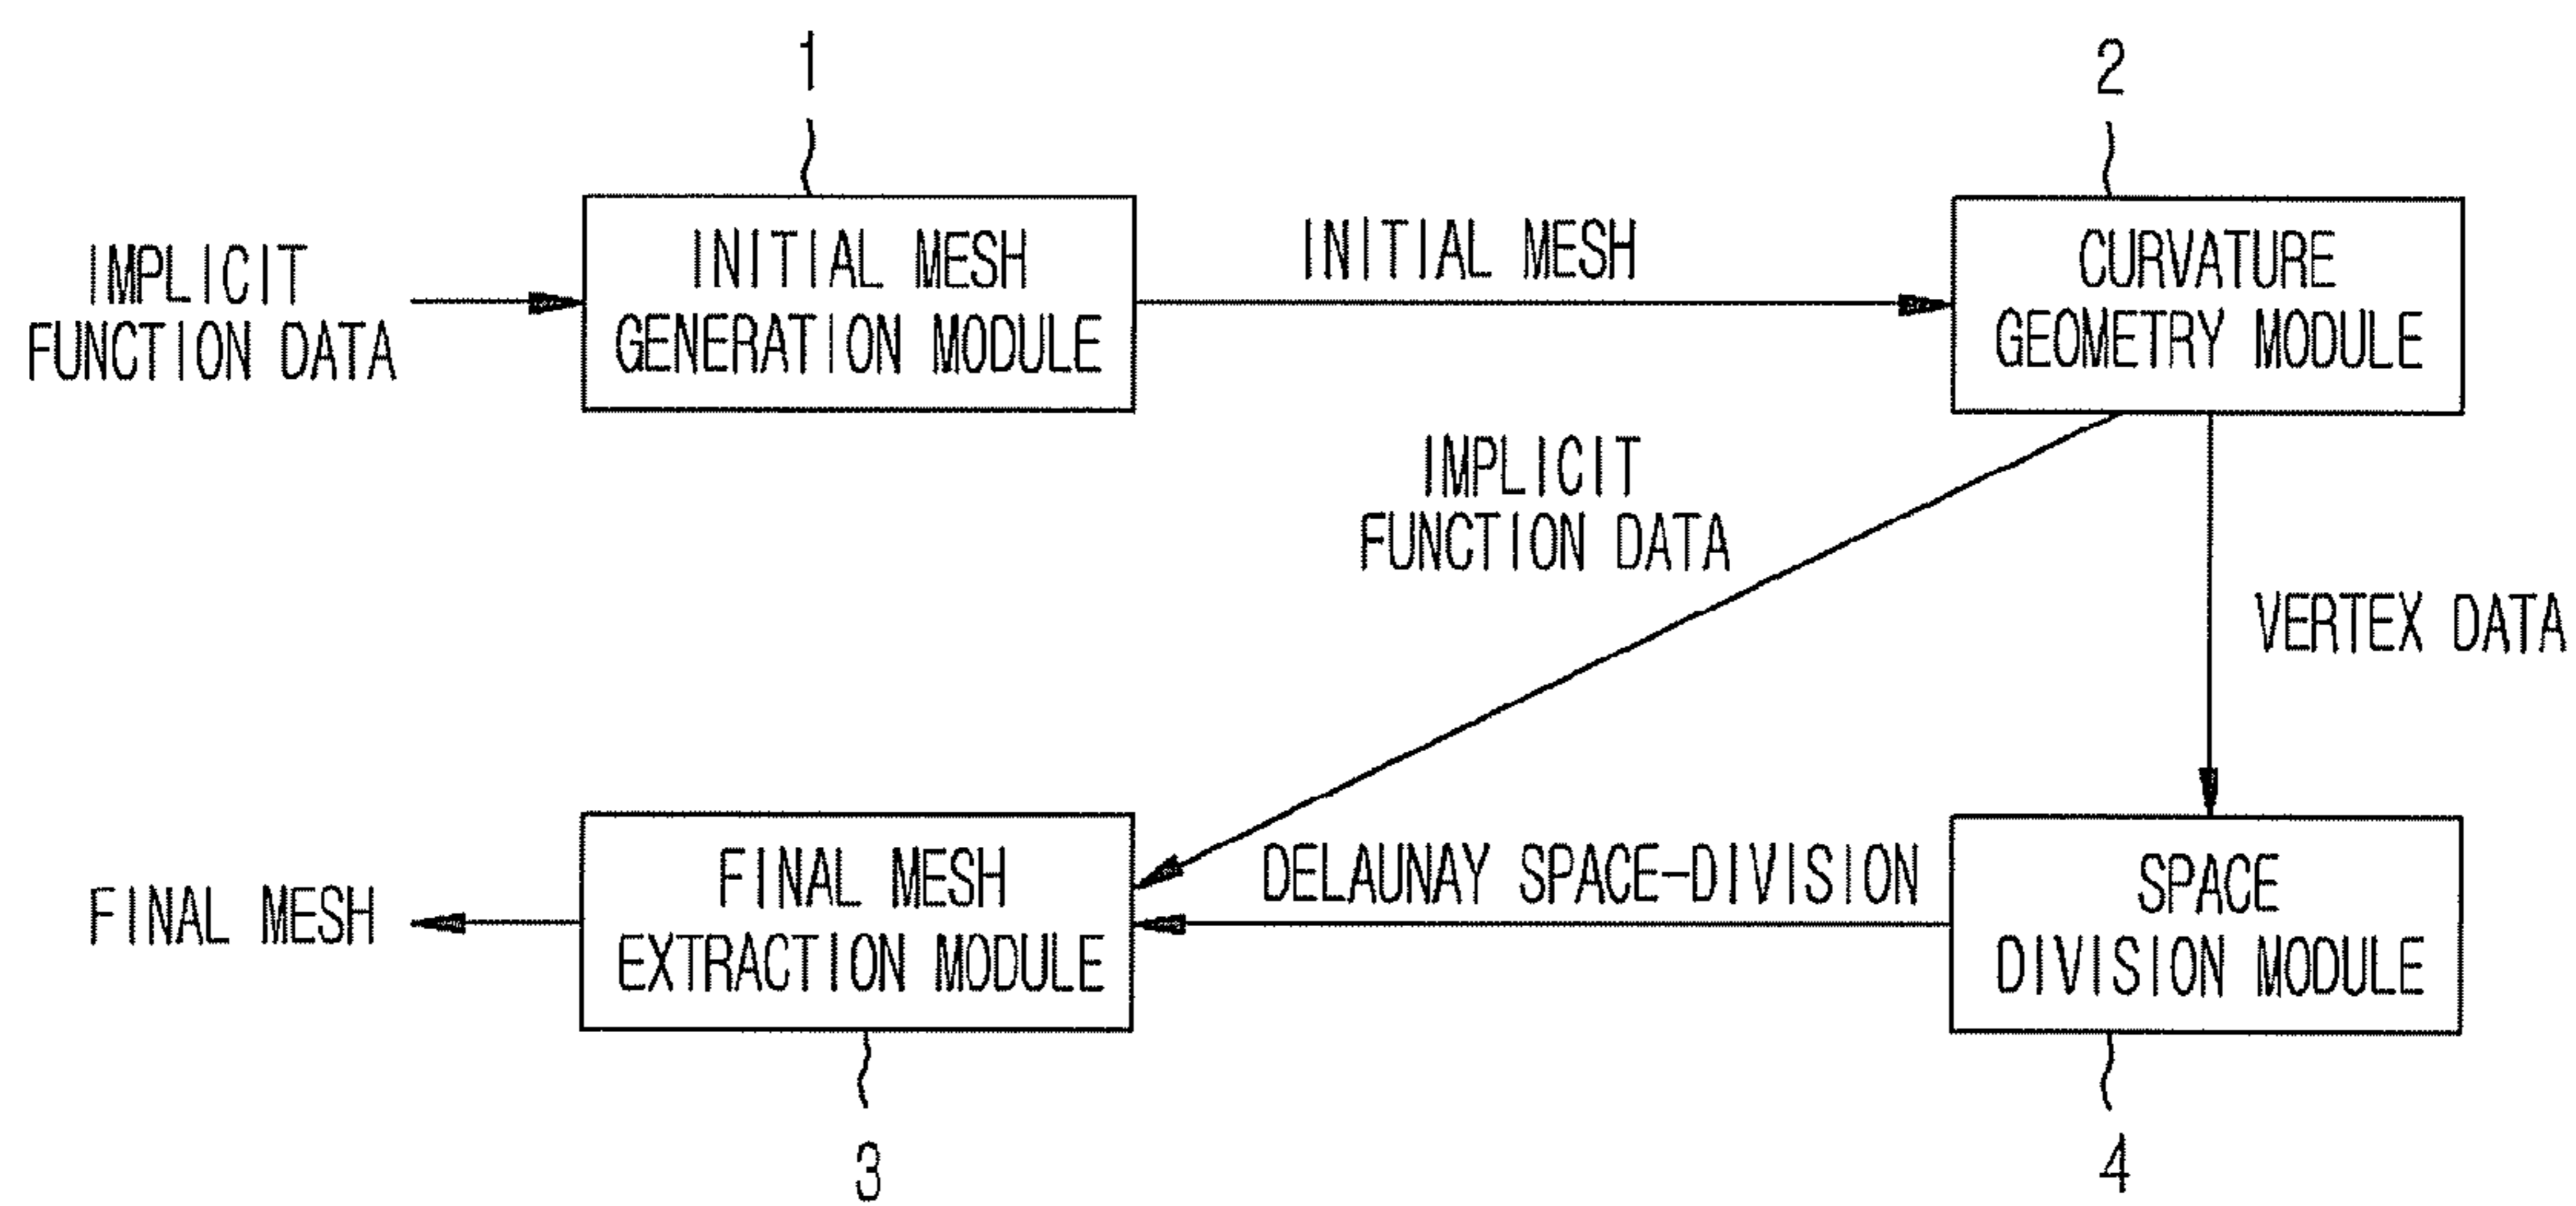 1
2
IMPLICIT
FUNCTION DATA
INITIAL MESH
GENERATION MODULE
INITIAL MESH
CURVATURE
GEOMETRY MODULE
IMPLICIT
FUNCTION DATA
VERTEX DATA
FINAL MESH
FINAL MESH
EXTRACTION MODULE
DELAUNAY SPACE-DIVISION
SPACE
DIVISION MODULE
3
4